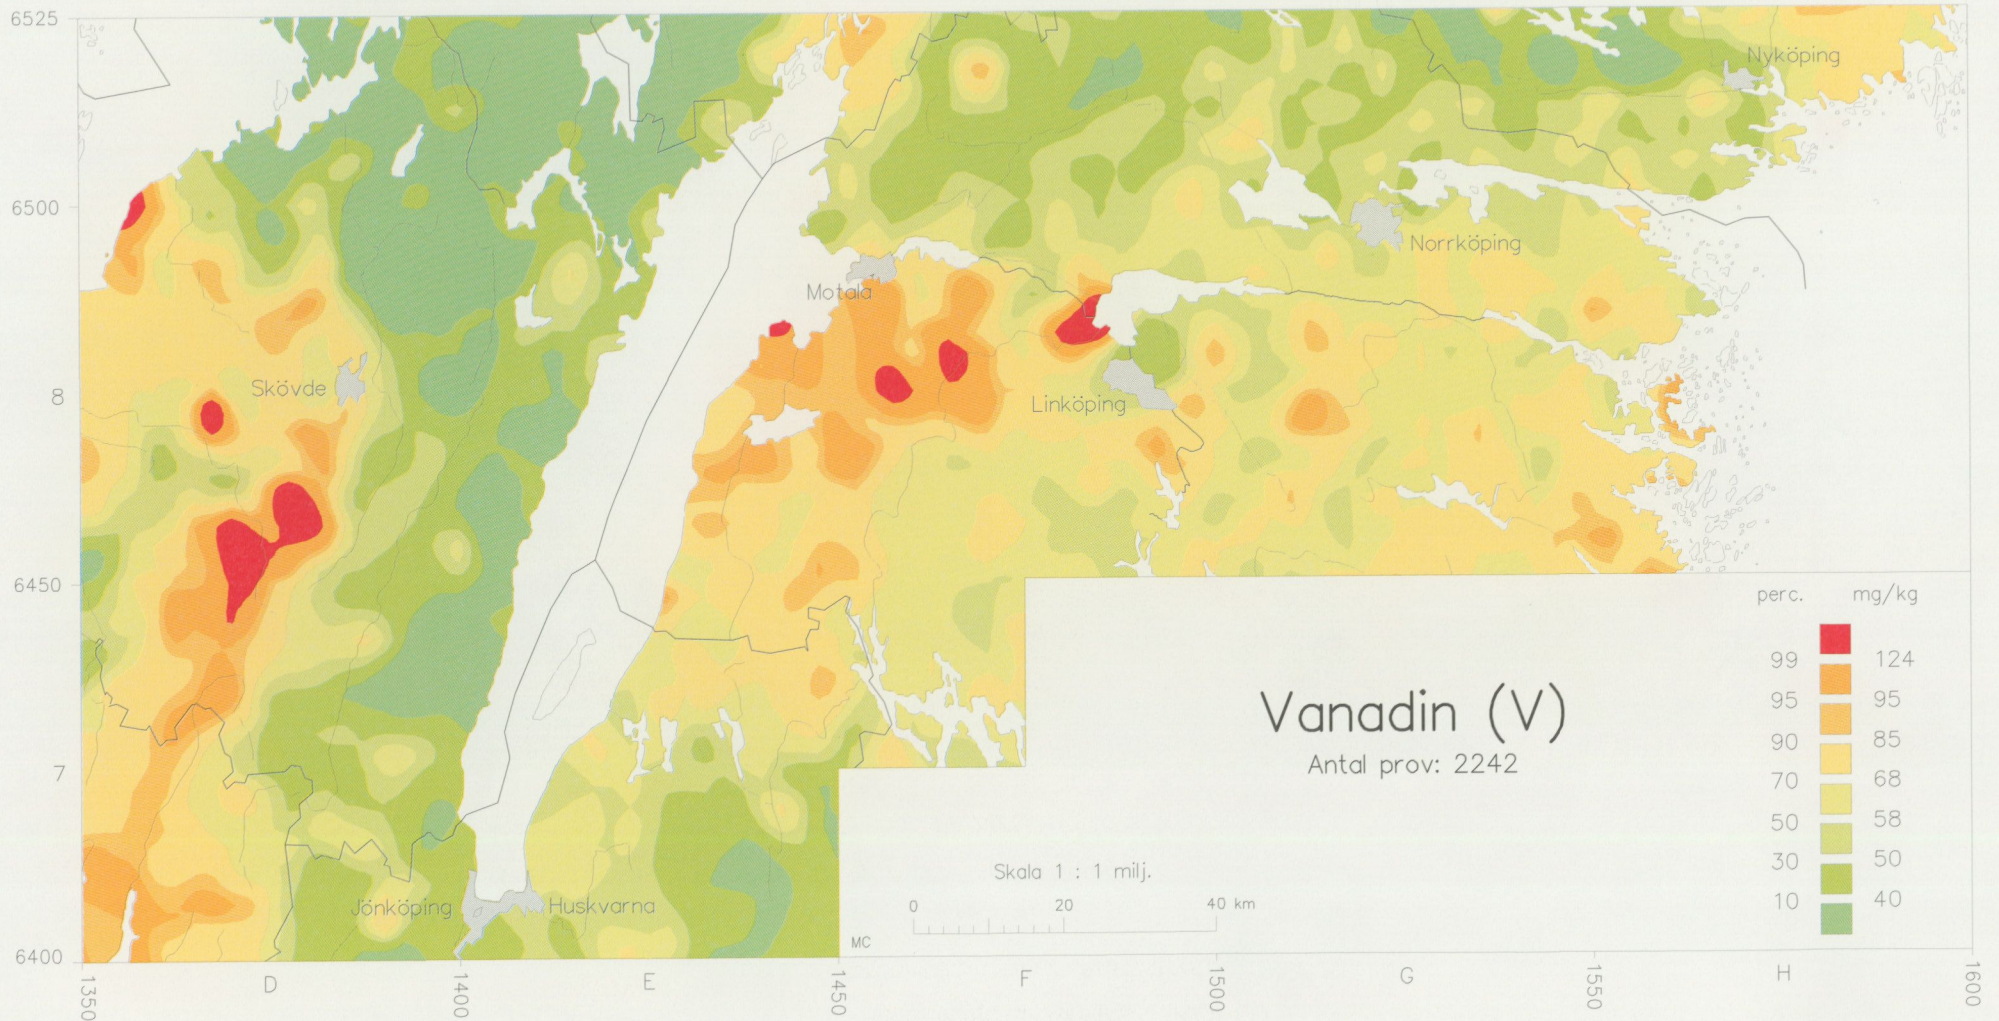 6525
Nyköping
6500
Norrköping
Motala
Skövde
8
Linköping
6450
perc. mg/kg
99 124
95 95
90 85
70 68
50 58
30 50
10 40
Vanadin (V)
Antal prov: 2242
7
Skala 1 : 1 milj.
0 20 40 km
Jönköping
Huskvarna
MC
6400
1350 D 1400 E 1450 F 1500 G 1550 H 1600